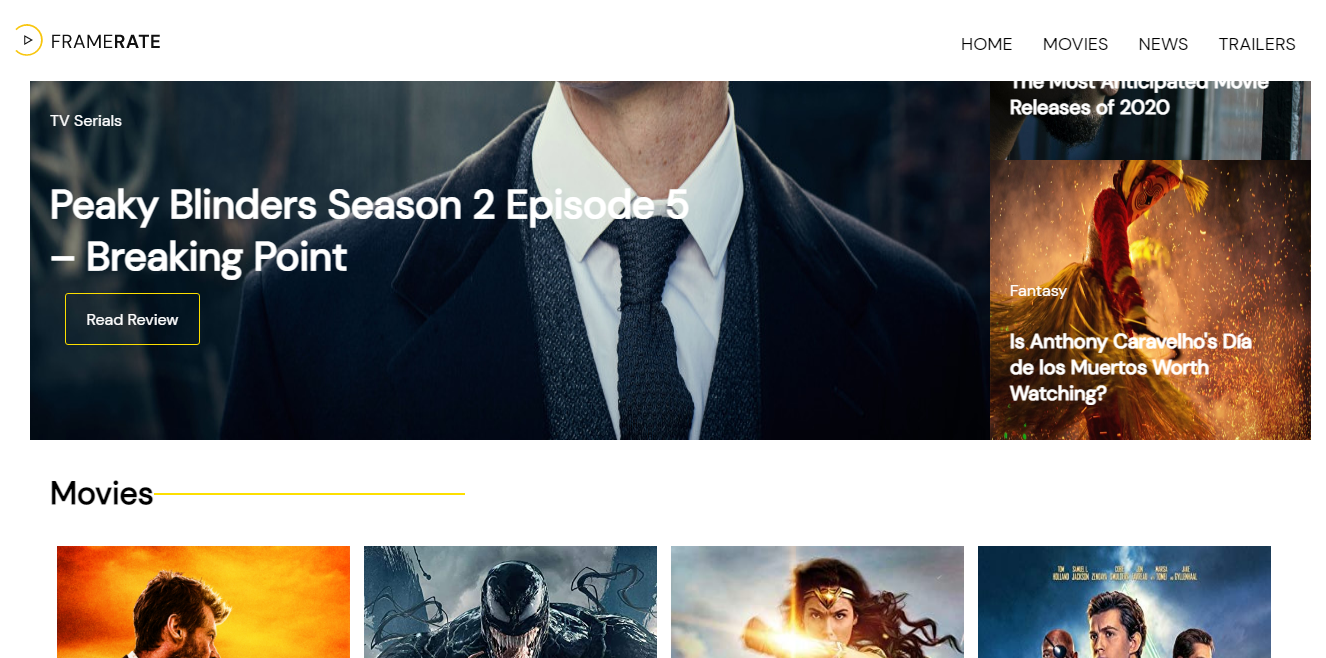 FRAMERATE
HOME MOVIES NEWS TRAILERS
TV Serials
Peaky Blinders Season 2 Episode 5
– Breaking Point
Read Review
The Most Anticipated Movie
Releases of 2020
Fantasy
Is Anthony Caravelho's Día
de los Muertos Worth
Watching?
Movies
TOM HOLLAND
SAMUEL L. JACKSON
ZENDAYA
COBIE SMULDERS
JON FAVREAU
MARISA TOMEI
JAKE GYLLENHAAL